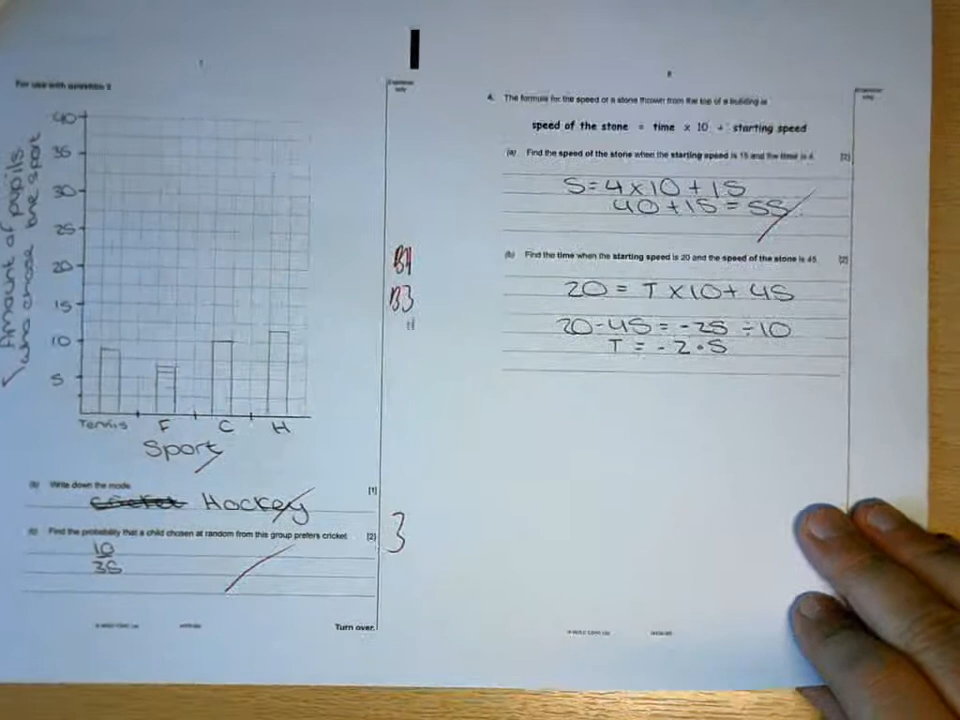 7
For use with question 3
Examiner only
40
35
30
25
20
15
10
5
Amount of pupils
who chose the sport
Tennis F C H
Sport
B1
B3
(b) Write down the mode. [1]
Hockey
(c) Find the probability that a child chosen at random from this group prefers cricket. [2]
10
35
3
Turn over.
8
Examiner only
4. The formula for the speed of a stone thrown from the top of a building is
speed of the stone = time x 10 + starting speed
(a) Find the speed of the stone when the starting speed is 15 and the time is 4. [2]
S = 4 x 10 + 15
40 + 15 = 55
(b) Find the time when the starting speed is 20 and the speed of the stone is 45. [2]
20 = T x 10 + 45
20 - 45 = -25 ÷ 10
T = -2.5